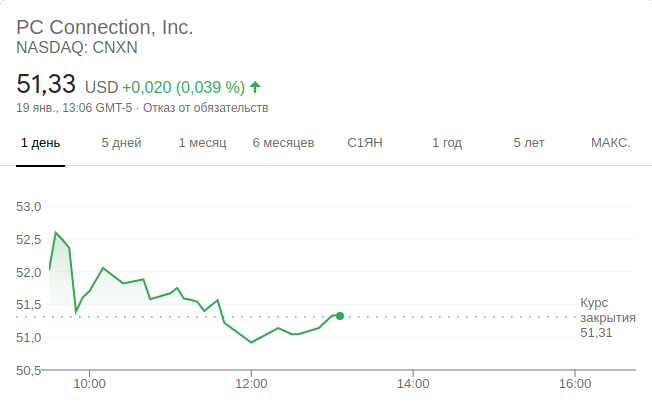 PC Connection, Inc.
NASDAQ: CNXN
51,33 USD +0,020 (0,039 %)
19 янв., 13:06 GMT-5 · Отказ от обязательств
1 день 5 дней 1 месяц 6 месяцев С1ЯН 1 год 5 лет МАКС.
53,0
52,5
52,0
51,5
51,0
50,5
Курс
закрытия
51,31
10:00 12:00 14:00 16:00